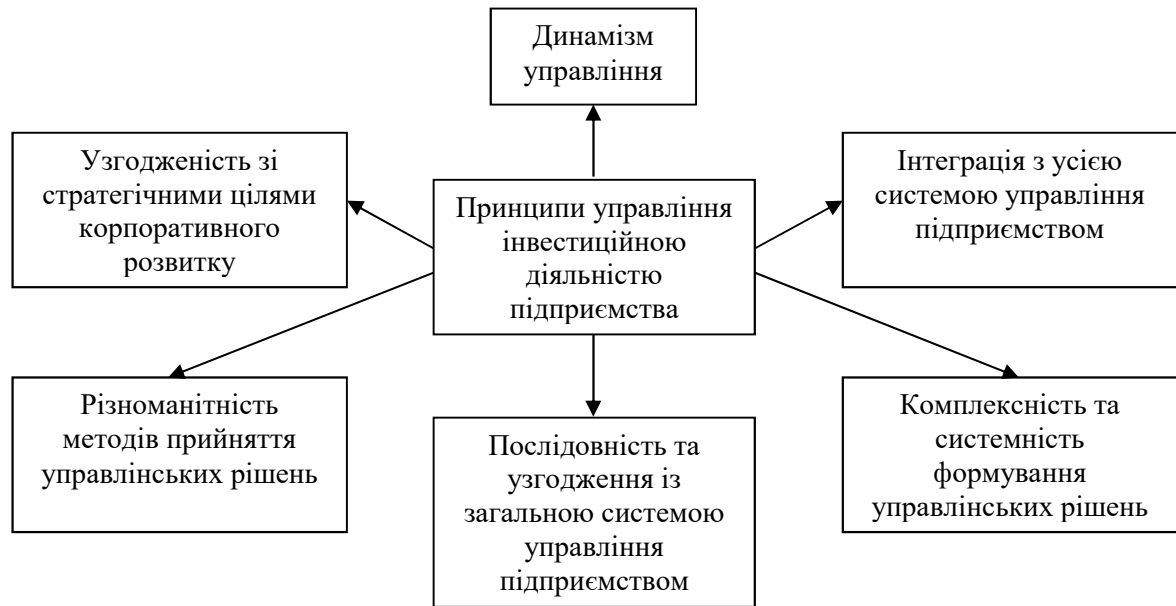 Динамізм
управління
Узгодженість зі
стратегічними цілями
корпоративного
розвитку
Принципи управління
інвестиційною
діяльністю
підприємства
Інтеграція з усією
системою управління
підприємством
Різноманітність
методів прийняття
управлінських рішень
Послідовність та
узгодження із
загальною системою
управління
підприємством
Комплексність та
системність
формування
управлінських рішень